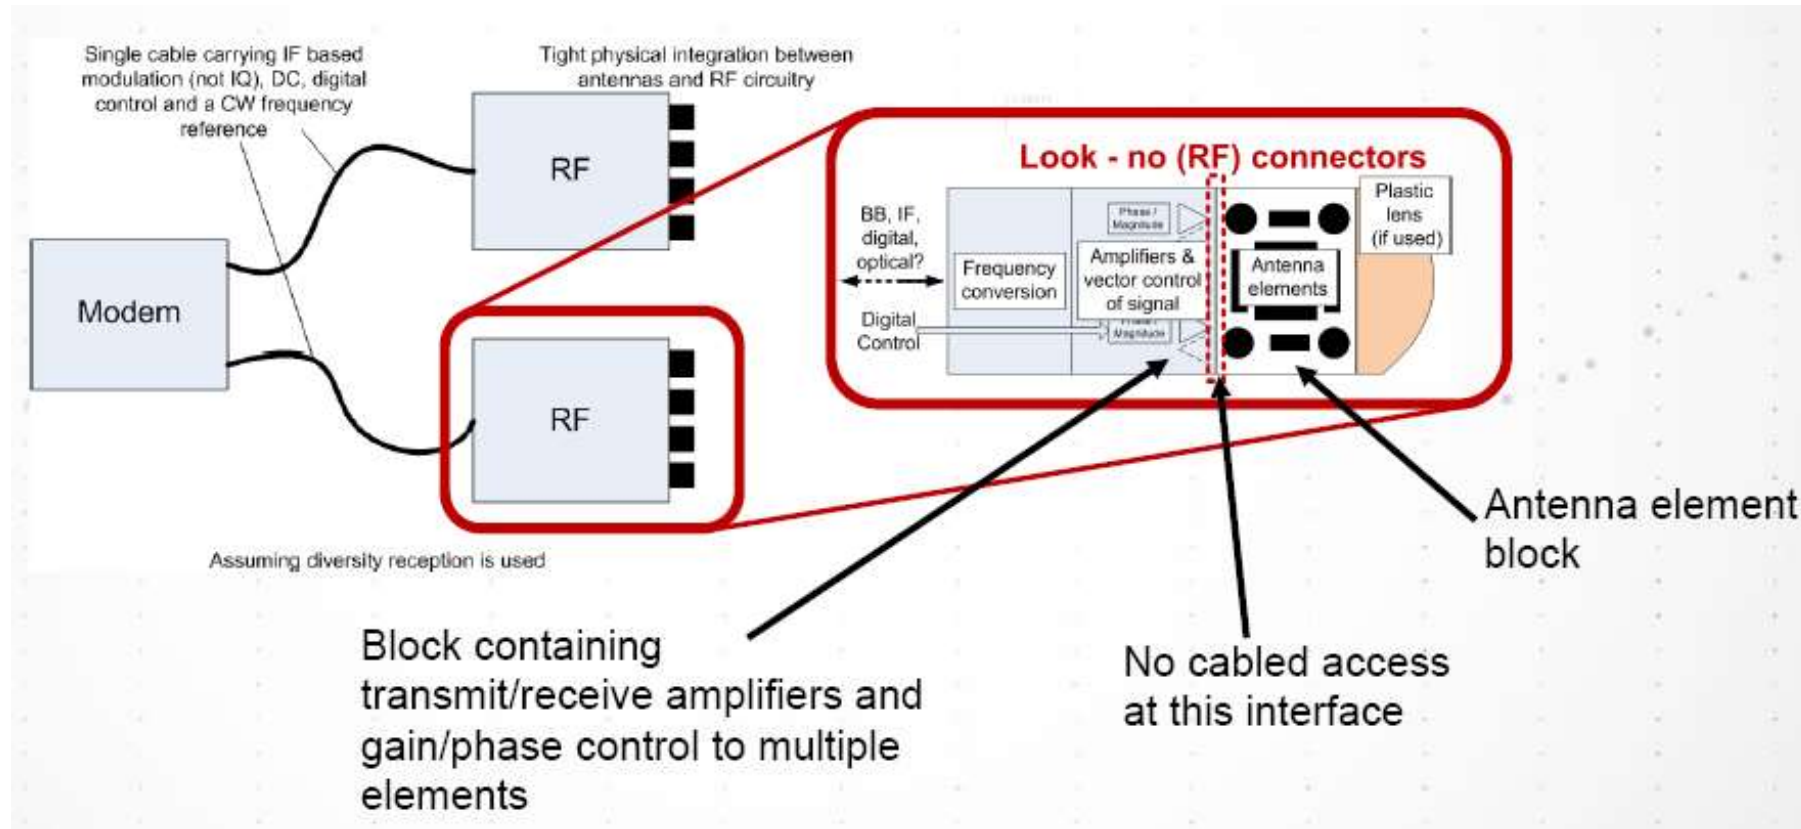 Single cable carrying IF based
modulation (not IQ), DC, digital
control and a CW frequency
reference
Tight physical integration between
antennas and RF circuitry
RF
Modem
RF
Assuming diversity reception is used
Look - no (RF) connectors
BB, IF,
digital,
optical?
Digital
Control
Frequency
conversion
Phase /
Magnitude
Amplifiers &
vector control
of signal
Magnitude
Antenna
elements
Plastic
lens
(if used)
Antenna element
block
Block containing
transmit/receive amplifiers and
gain/phase control to multiple
elements
No cabled access
at this interface